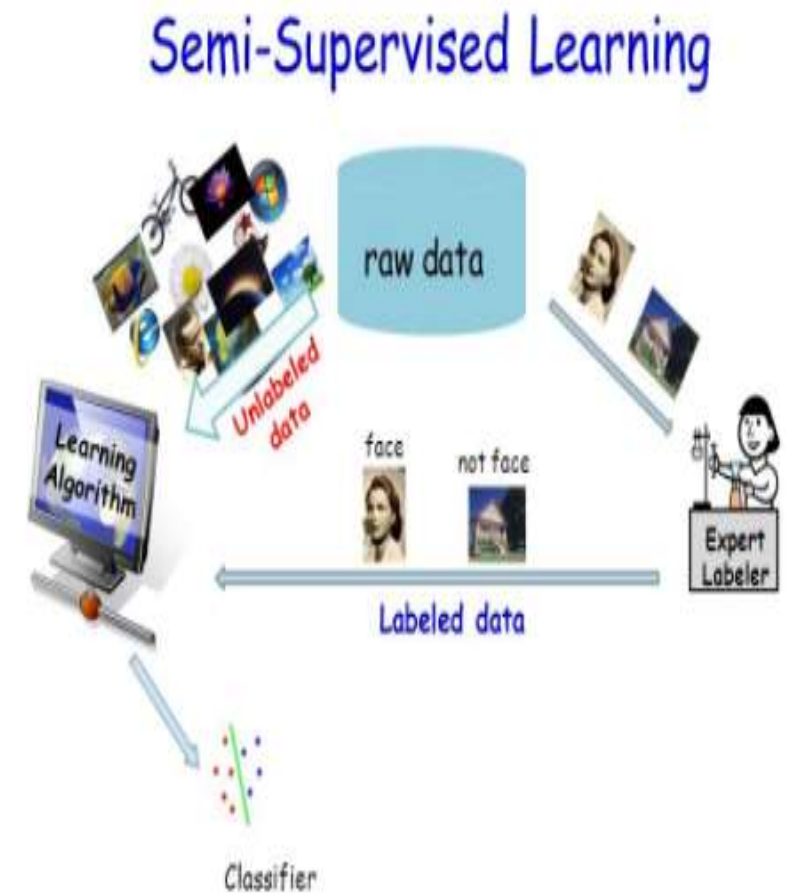 Semi-Supervised Learning
raw data
Unlabeled
data
Learning
Algorithm
face
not face
Expert
Labeler
Labeled data
Classifier